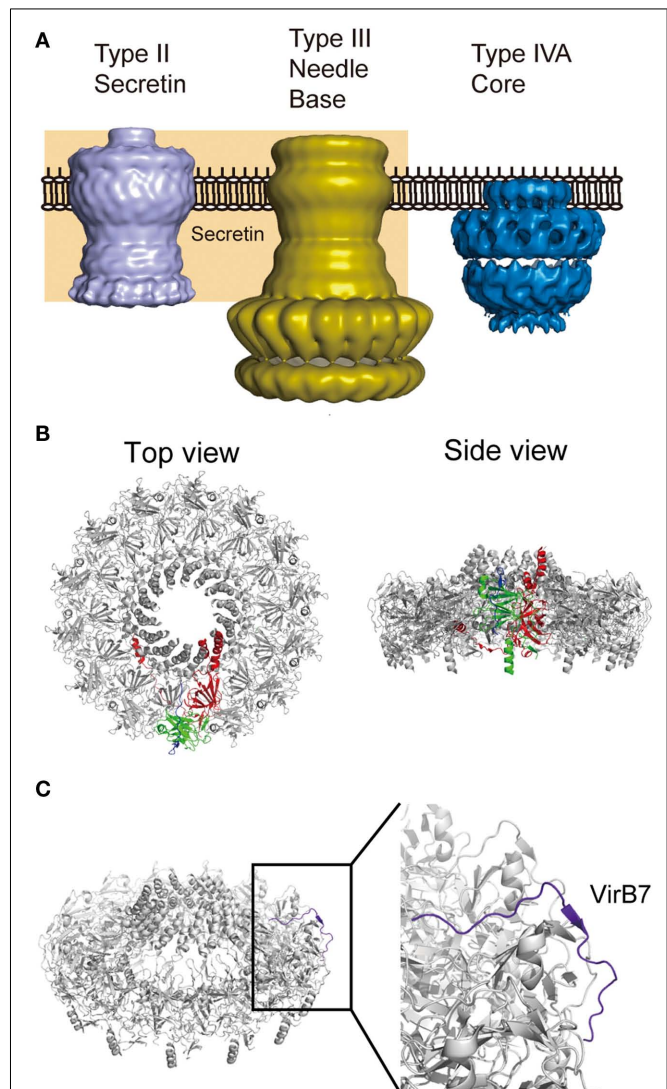 A
Type II
Secretin
Type III
Needle
Base
Type IVA
Core
Secretin
B
Top view
Side view
C
VirB7